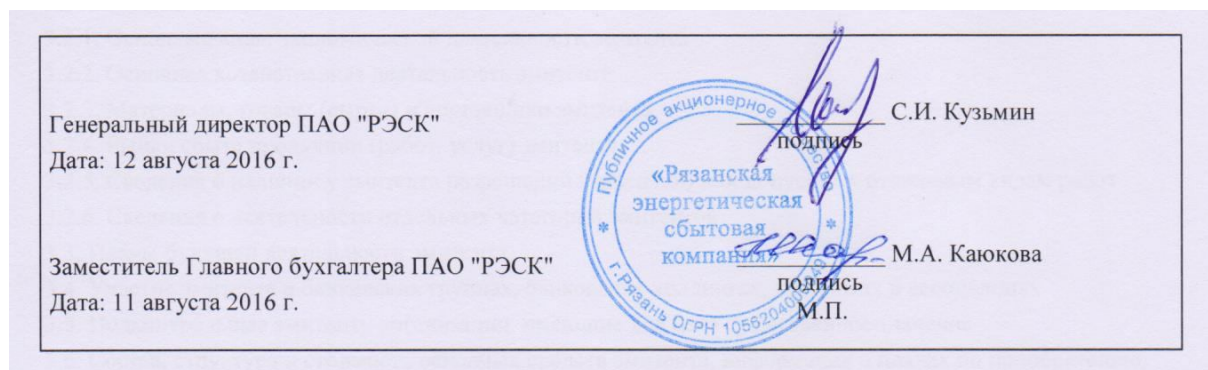 Генеральный директор ПАО "РЭСК"
Дата: 12 августа 2016 г.
С.И. Кузьмин
подпись
Публичное акционерное
«Рязанская
энергетическая
сбытовая
компания»
г. Рязань ОГРН
Заместитель Главного бухгалтера ПАО "РЭСК"
Дата: 11 августа 2016 г.
М.А. Каюкова
подпись
М.П.